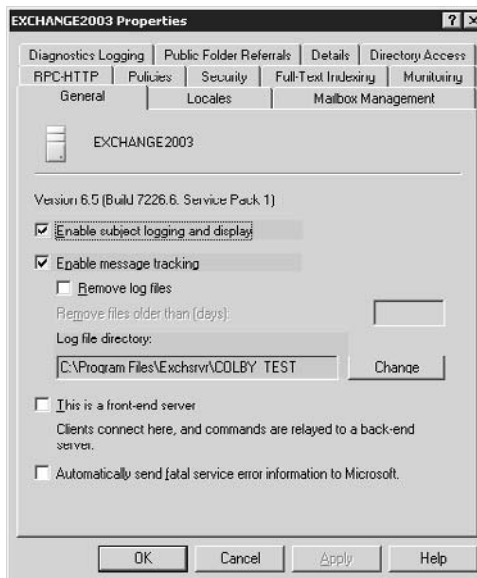 EXCHANGE2003 Properties
Diagnostics Logging Public Folder Referrals Details Directory Access
RPC-HTTP Policies Security Full-Text Indexing Monitoring
General Locales Mailbox Management
EXCHANGE2003
Version 6.5 (Build 7226.6. Service Pack 1)
Enable subject logging and display
Enable message tracking
Remove log files
Remove files older than (days):
Log file directory:
C:\Program Files\Exchsrvr\COLBY TEST
Change
This is a front-end server
Clients connect here, and commands are relayed to a back-end
server.
Automatically send fatal service error information to Microsoft.
OK Cancel Apply Help